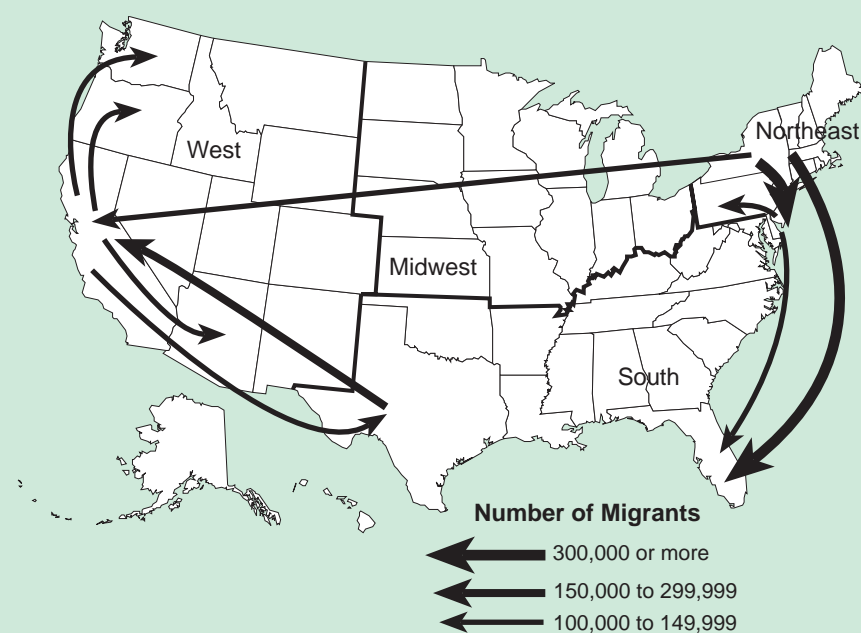 Northeast
West
Midwest
South
Number of Migrants
300,000 or more
150,000 to 299,999
100,000 to 149,999